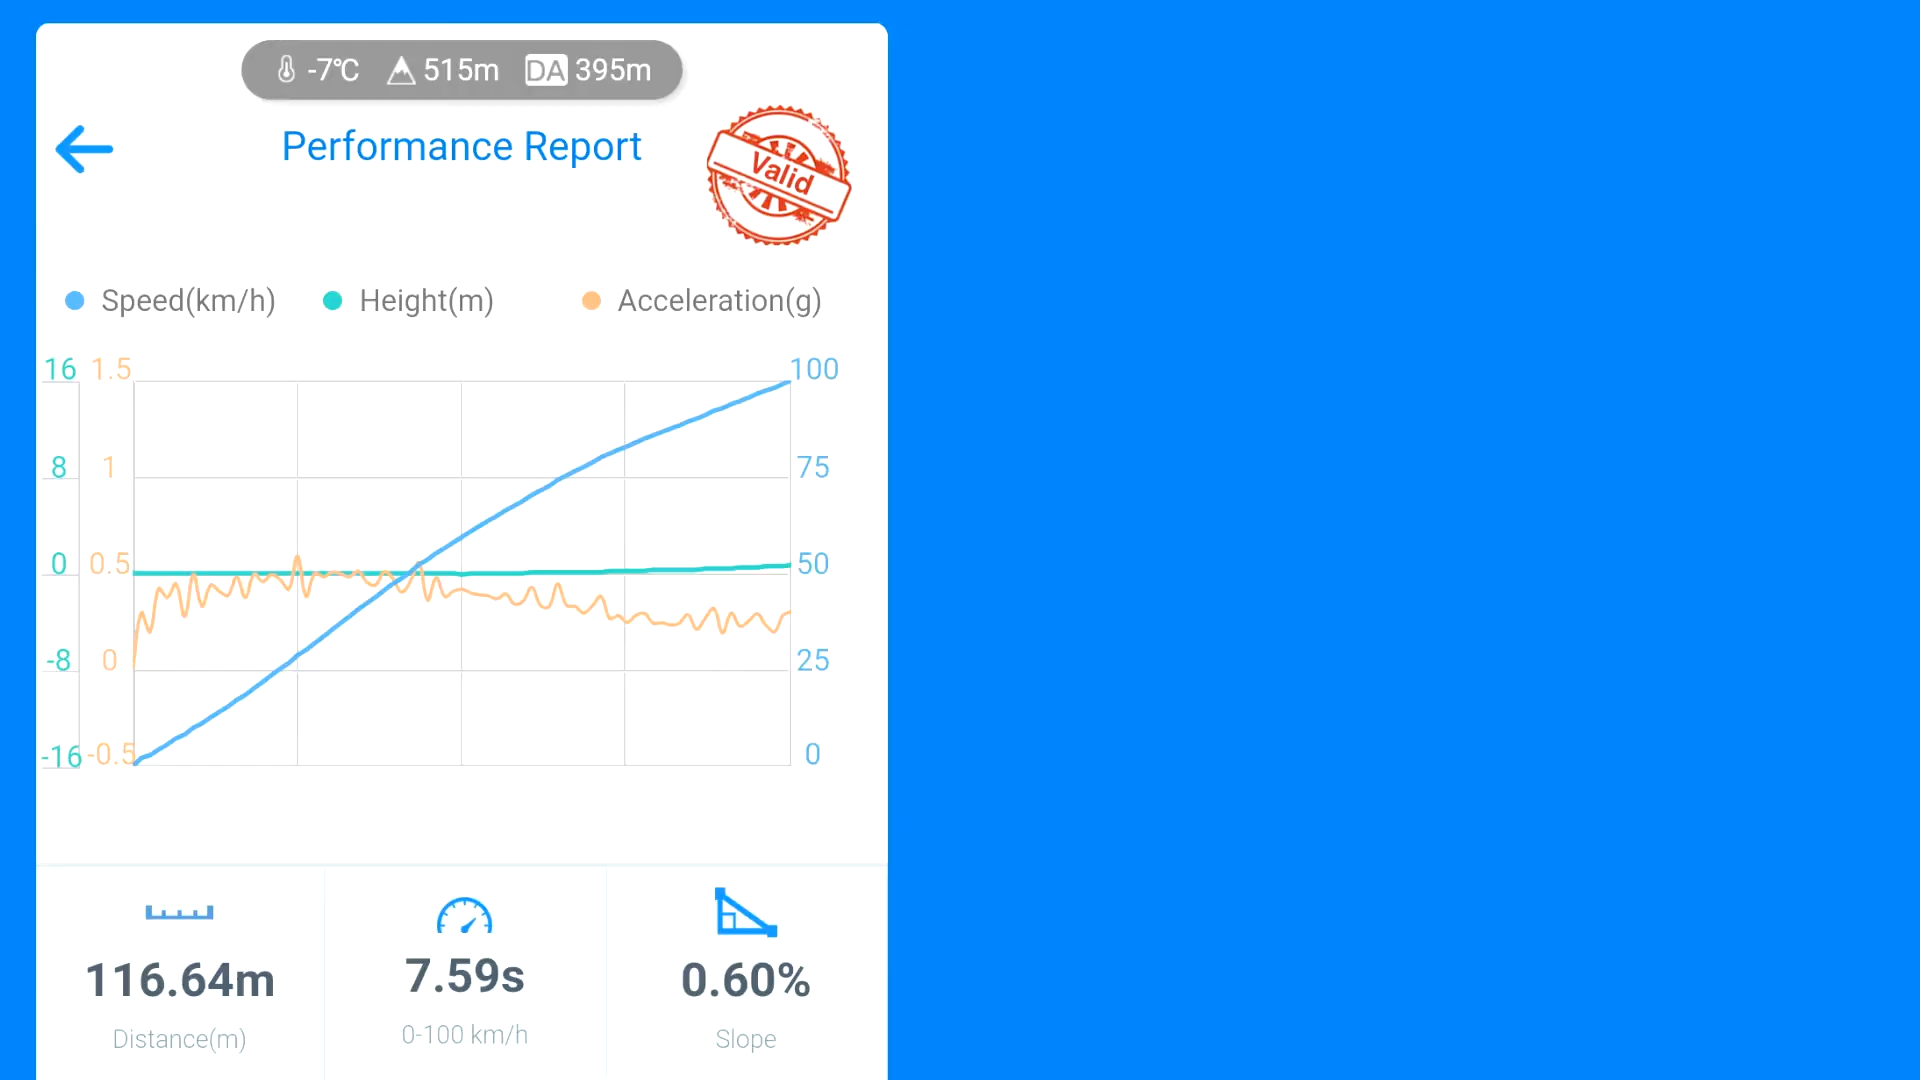 -7℃ 515m DA 395m
Performance Report
Valid
Speed(km/h) Height(m) Acceleration(g)
16 1.5 100
8 1 75
0 0.5 50
-8 0 25
-16 -0.5 0
116.64m 7.59s 0.60%
Distance(m) 0-100 km/h Slope